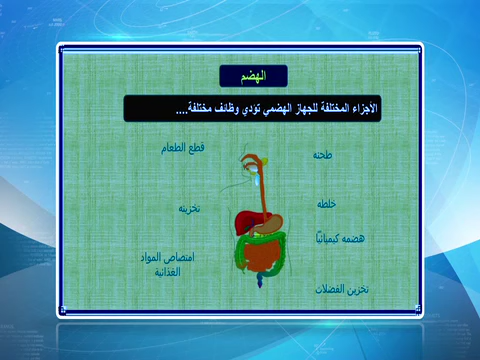 الهضم
الأجزاء المختلفة للجهاز الهضمي تؤدي وظائف مختلفة....
قطع الطعام
طحنه
تخزينه
خلطه
هضمه كيميائيًا
امتصاص المواد
الغذائية
تخزين الفضلات